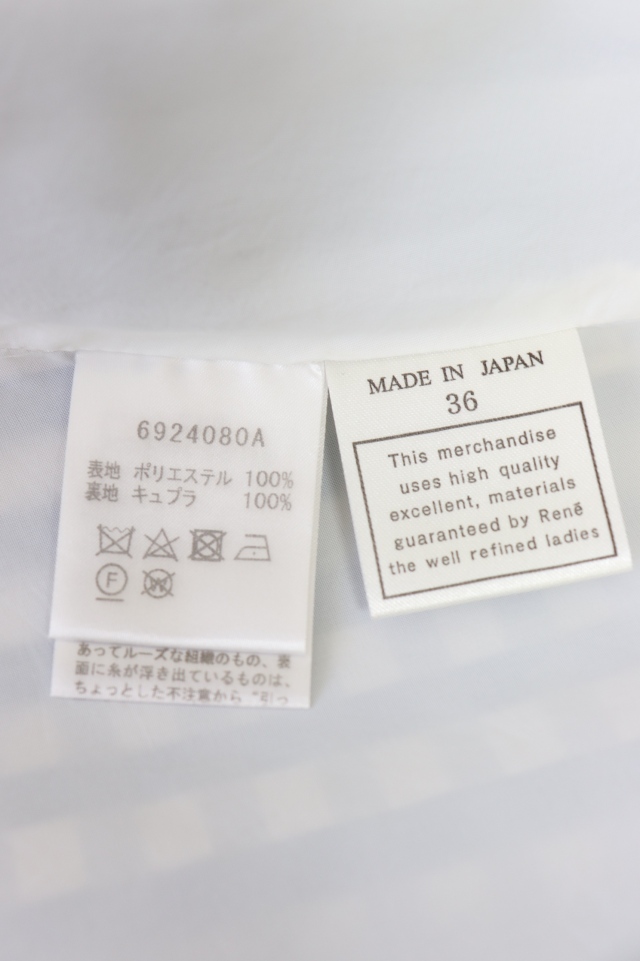 6924080A
表地 ポリエステル 100%
裏地 キュプラ 100%
F
W
あってルーズな組織のもの、表
面に糸が浮き出ているものは、
ちょっとした不注意から "引っ
MADE IN JAPAN
36
This merchandise
uses high quality
excellent, materials
guaranteed by René
the well refined ladies